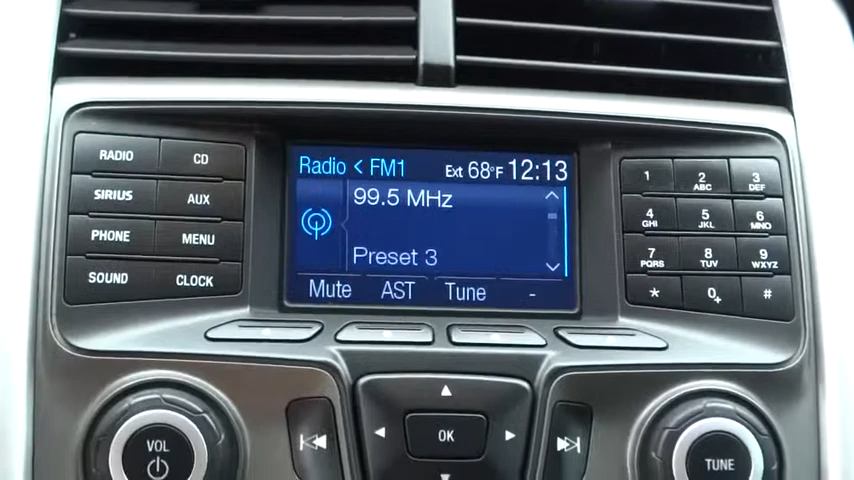 RADIO
CD
SIRIUS
AUX
PHONE
MENU
SOUND
CLOCK
Radio < FM1 Ext 68°F 12:13
99.5 MHz
Preset 3
Mute AST Tune -
1
2 ABC
3 DEF
4 GHI
5 JKL
6 MNO
7 PQRS
8 TUV
9 WXYZ
*
0+
#
VOL
OK
TUNE